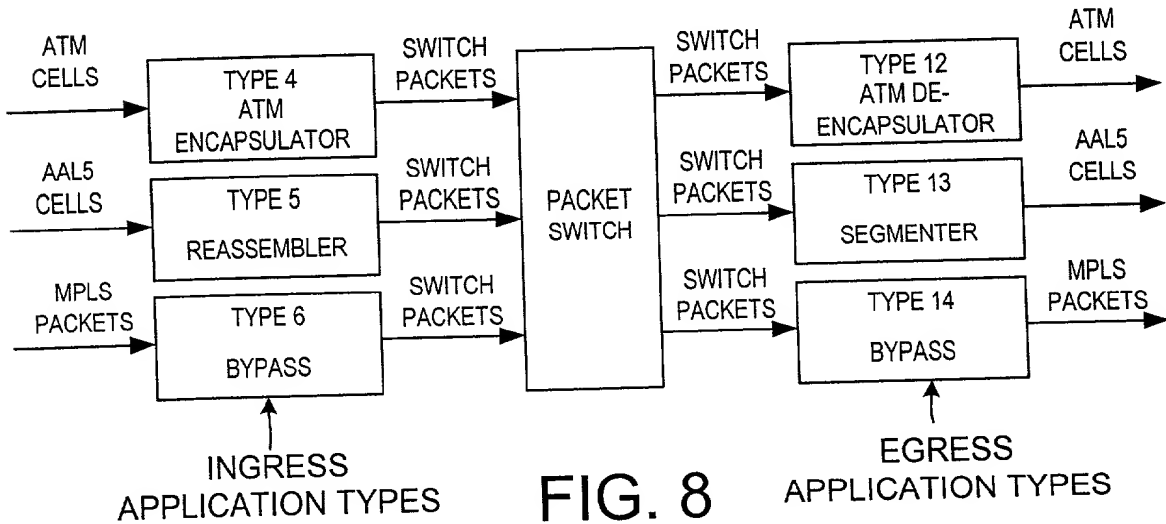 ATM
CELLS
TYPE 4
ATM
ENCAPSULATOR
SWITCH
PACKETS
AAL5
CELLS
TYPE 5
REASSEMBLER
SWITCH
PACKETS
MPLS
PACKETS
TYPE 6
BYPASS
SWITCH
PACKETS
PACKET
SWITCH
SWITCH
PACKETS
TYPE 12
ATM DE-
ENCAPSULATOR
ATM
CELLS
SWITCH
PACKETS
TYPE 13
SEGMENTER
AAL5
CELLS
SWITCH
PACKETS
TYPE 14
BYPASS
MPLS
PACKETS
INGRESS
APPLICATION TYPES
FIG. 8
EGRESS
APPLICATION TYPES